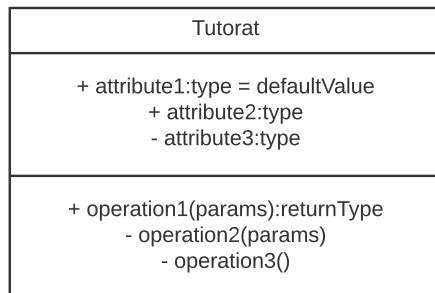 Tutorat
+ attribute1:type = defaultValue
+ attribute2:type
- attribute3:type
+ operation1(params):returnType
- operation2(params)
- operation3()